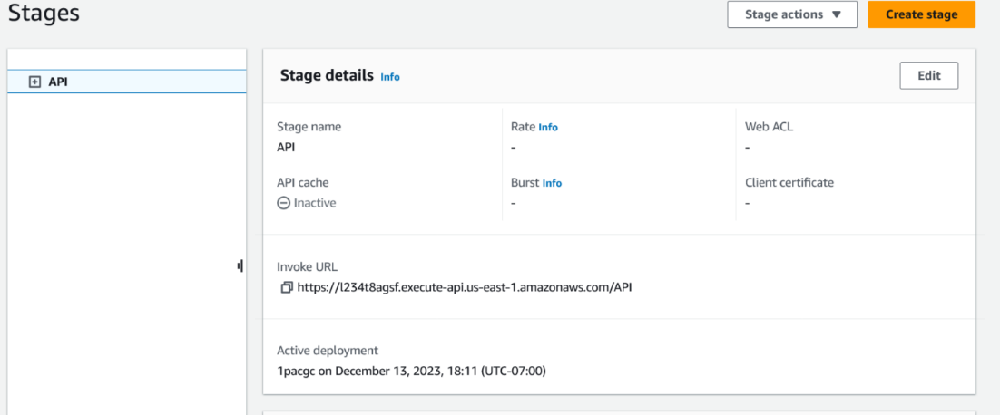 Stages
Stage actions
Create stage
API
Stage details Info
Edit
Stage name
API
Rate Info
-
Web ACL
-
API cache
Inactive
Burst Info
-
Client certificate
-
Invoke URL
https://l234t8agsf.execute-api.us-east-1.amazonaws.com/API
Active deployment
1pacgc on December 13, 2023, 18:11 (UTC-07:00)